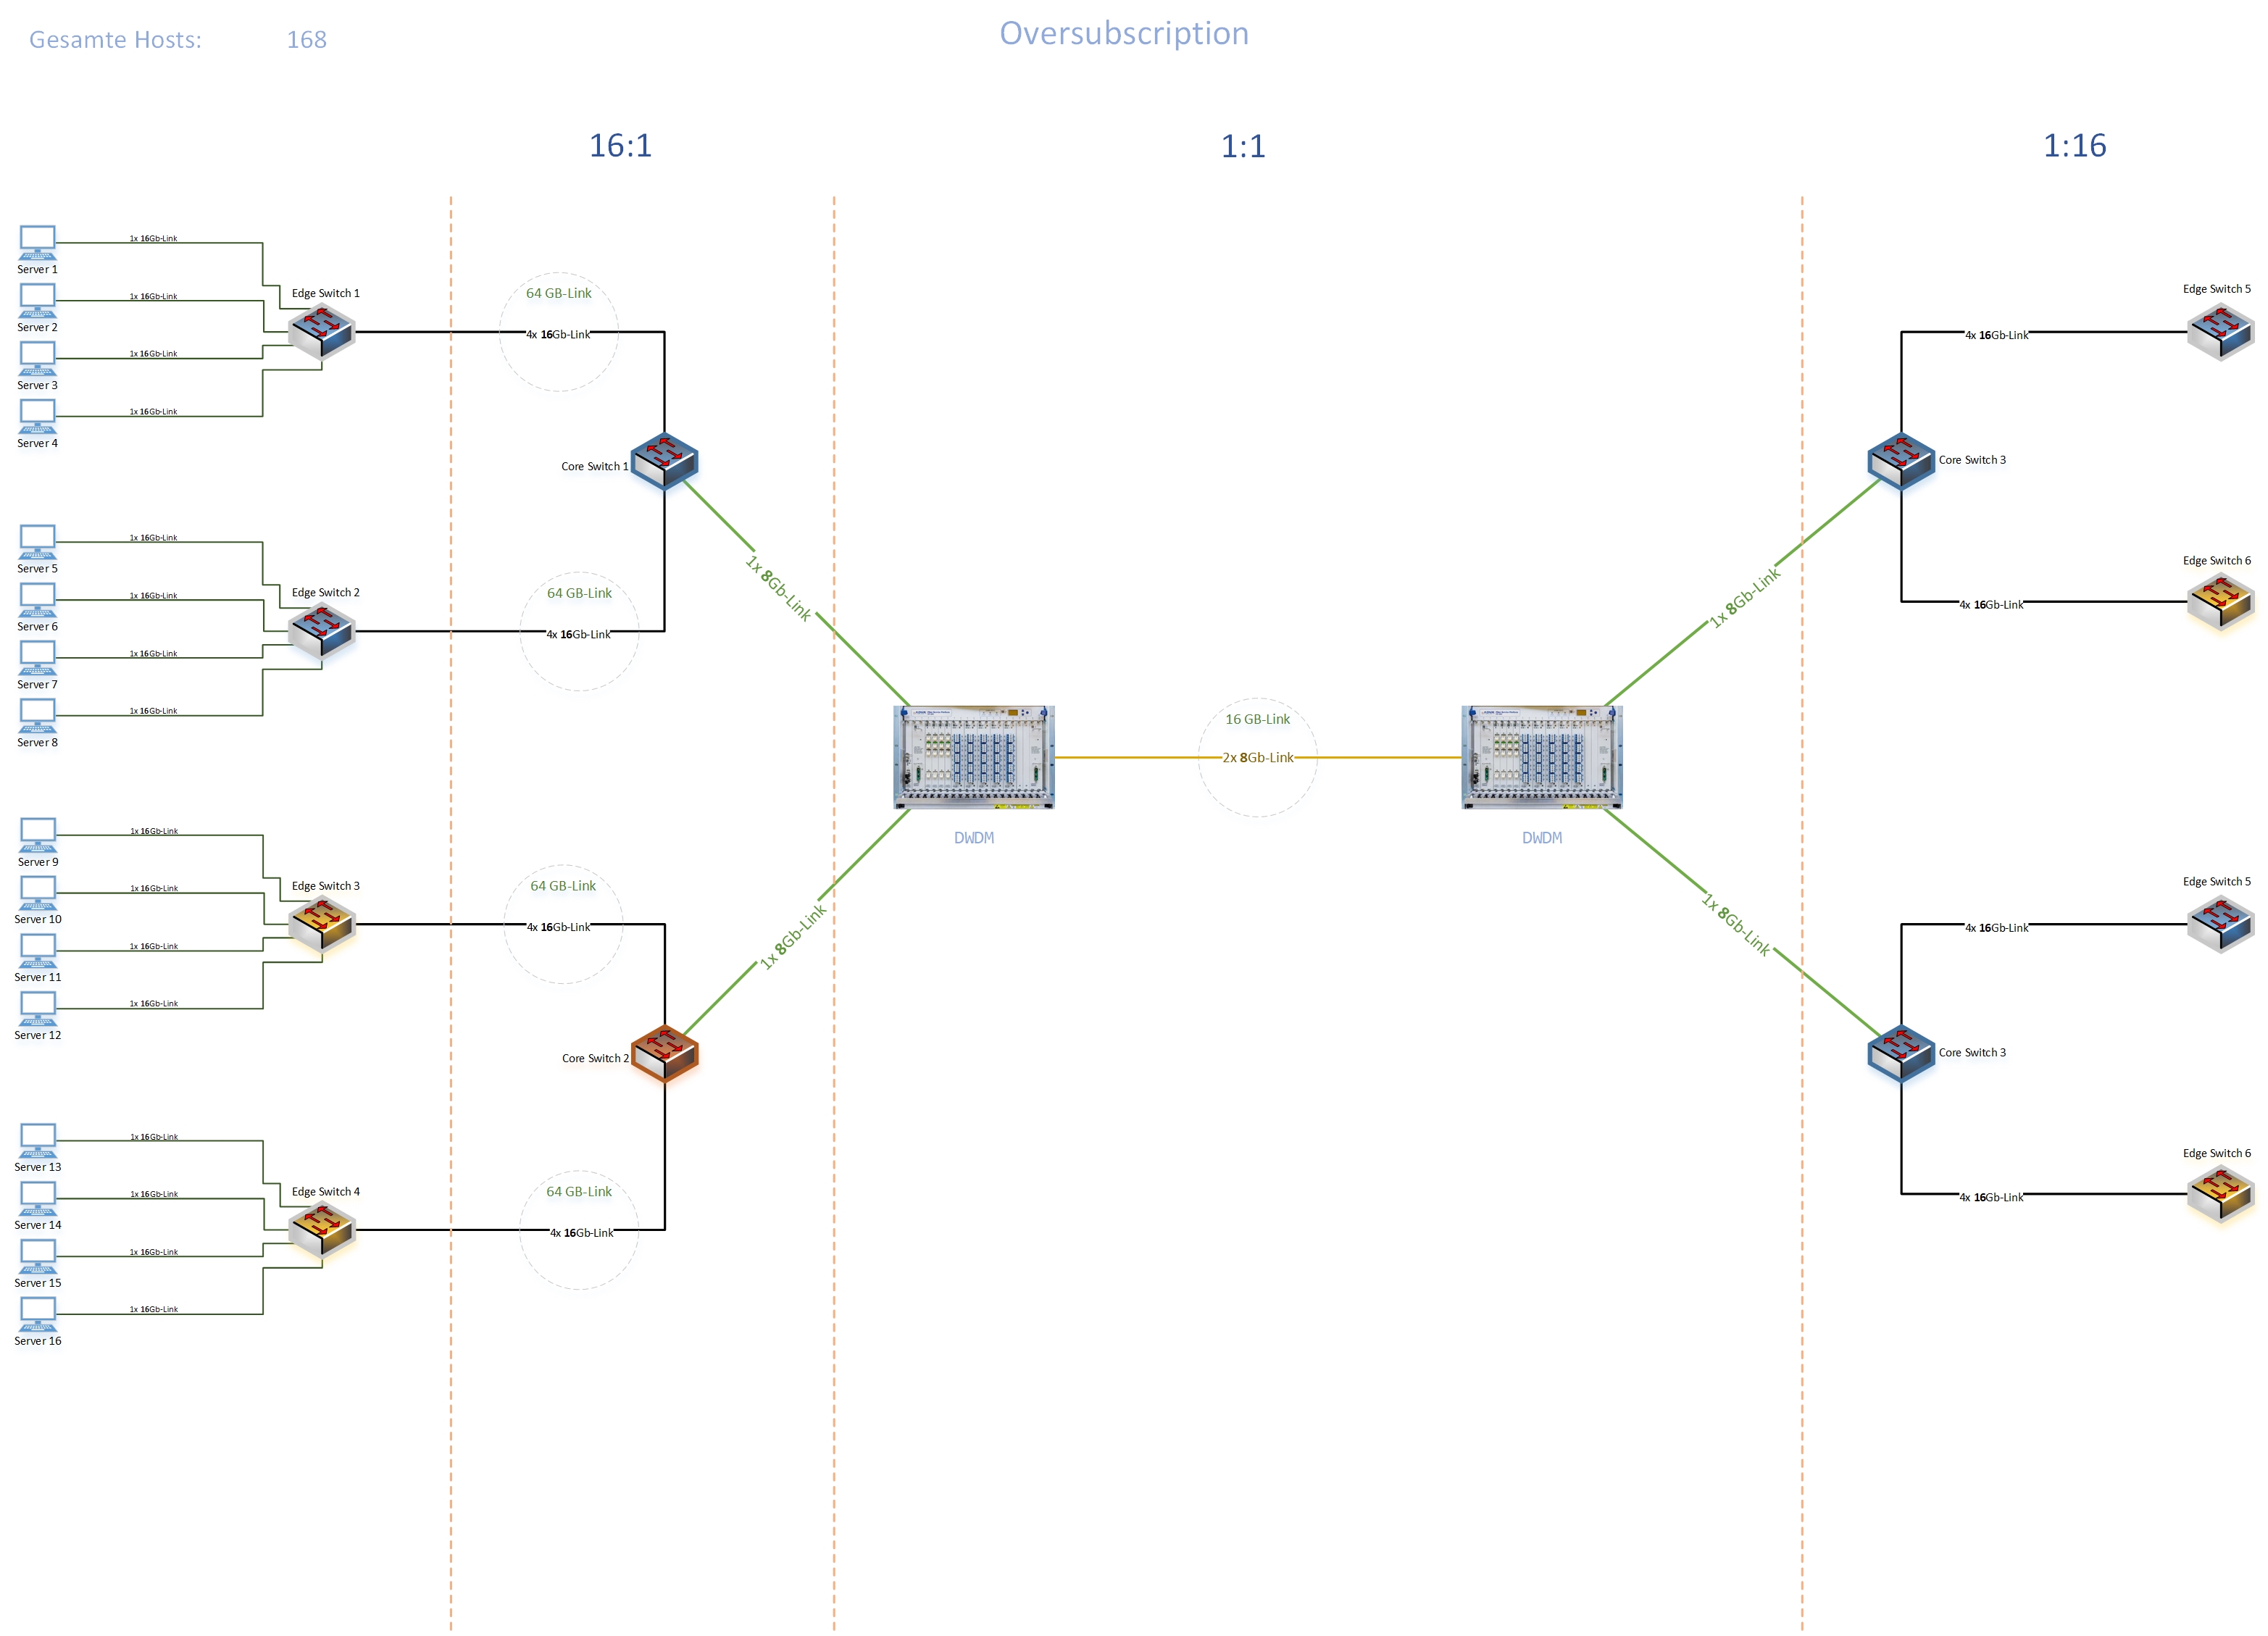 Oversubscription
Gesamte Hosts: 168
16:1
1:1
1:16
1x 16Gb-Link
Server 1
1x 16Gb-Link
Server 2
1x 16Gb-Link
Server 3
1x 16Gb-Link
Server 4
Edge Switch 1
64 GB-Link
4x 16Gb-Link
Core Switch 1
1x 16Gb-Link
Server 5
1x 16Gb-Link
Server 6
1x 16Gb-Link
Server 7
1x 16Gb-Link
Server 8
Edge Switch 2
64 GB-Link
4x 16Gb-Link
1x 8Gb-Link
1x 16Gb-Link
Server 9
1x 16Gb-Link
Server 10
1x 16Gb-Link
Server 11
1x 16Gb-Link
Server 12
Edge Switch 3
64 GB-Link
4x 16Gb-Link
1x 8Gb-Link
Core Switch 2
1x 16Gb-Link
Server 13
1x 16Gb-Link
Server 14
1x 16Gb-Link
Server 15
1x 16Gb-Link
Server 16
Edge Switch 4
64 GB-Link
4x 16Gb-Link
DWDM
16 GB-Link
2x 8Gb-Link
DWDM
1x 8Gb-Link
1x 8Gb-Link
Edge Switch 5
4x 16Gb-Link
Core Switch 3
Edge Switch 6
4x 16Gb-Link
Edge Switch 5
4x 16Gb-Link
Core Switch 3
Edge Switch 6
4x 16Gb-Link